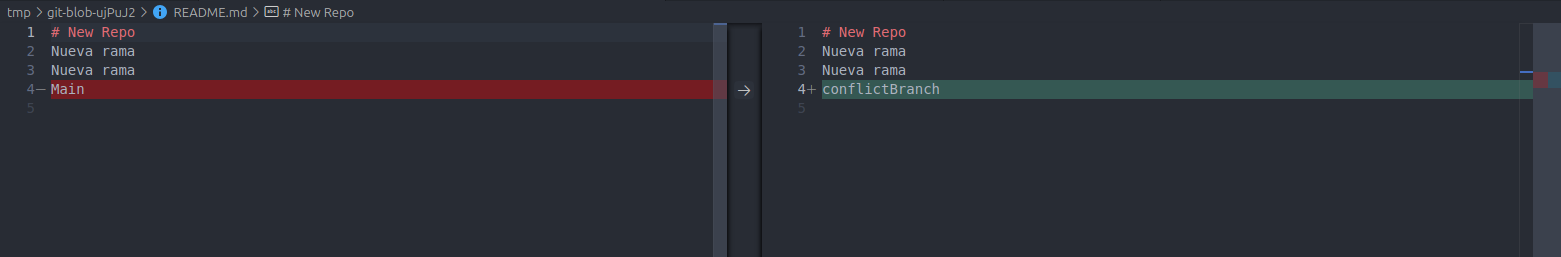 tmp > git-blob-ujPuJ2 > README.md > # New Repo
1 # New Repo
2 Nueva rama
3 Nueva rama
4— Main
5
1 # New Repo
2 Nueva rama
3 Nueva rama
4+ conflictBranch
5